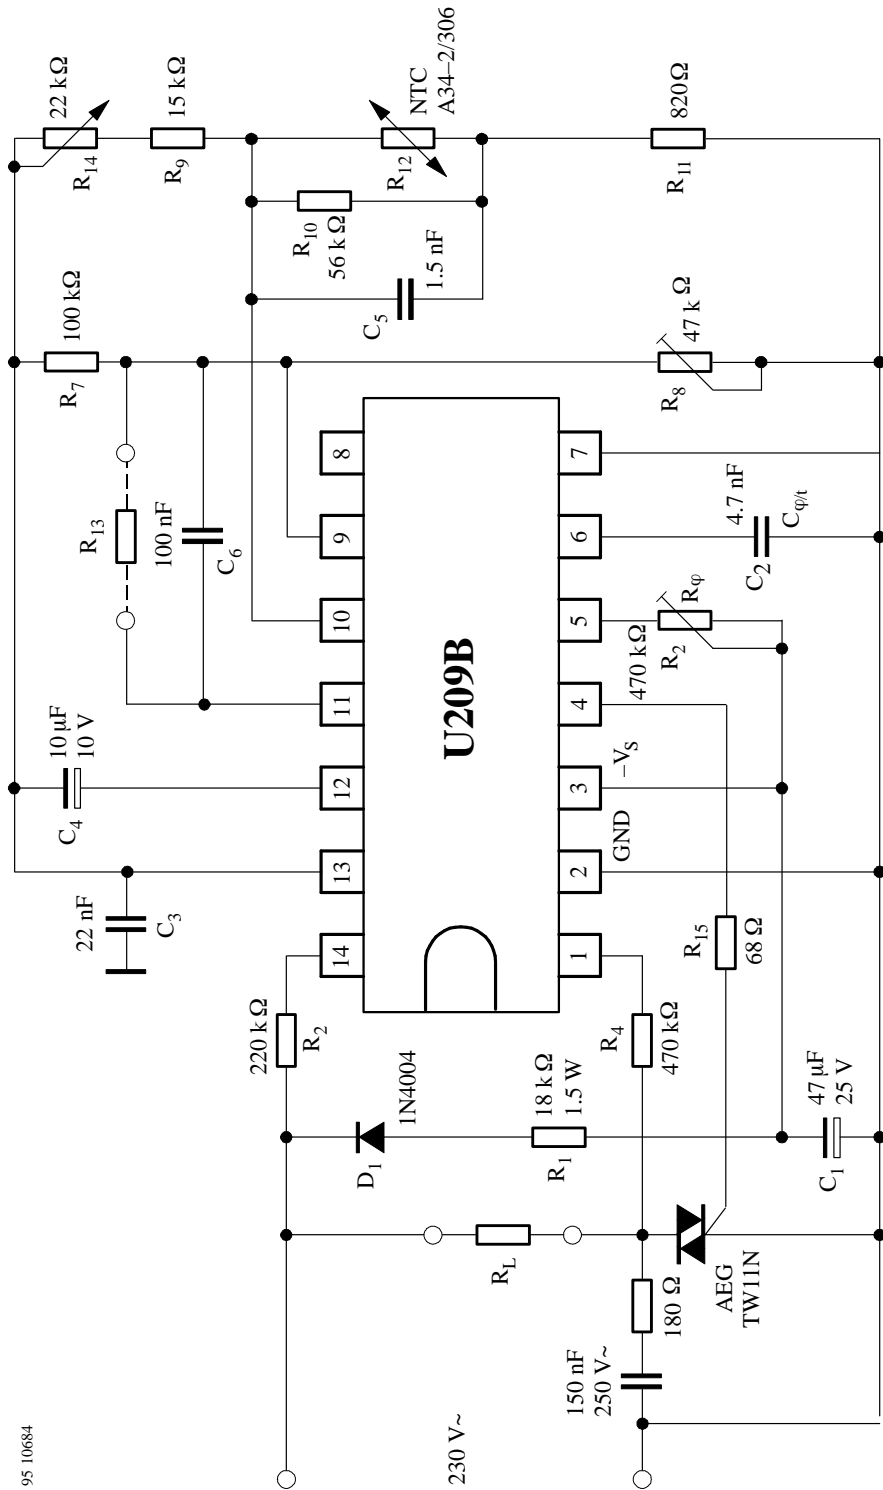 22 kΩ
R14
15 kΩ
R9
NTC
A34–2/306
R12
820Ω
R11
R10
56 kΩ
1.5 nF
C5
100 kΩ
R7
47 kΩ
R8
R13
100 nF
C6
10 µF
10 V
C4
22 nF
C3
14
13
12
11
10
9
8
U209B
1
2
3
4
5
6
7
GND
–VS
470 kΩ
R2
Rφ
4.7 nF
C2
Cφ/t
220 kΩ
R2
1N4004
D1
18 kΩ
1.5 W
R1
R4
470 kΩ
R15
68 Ω
47 µF
25 V
C1
RL
180 Ω
AEG
TW11N
150 nF
250 V~
230 V~
95 10684